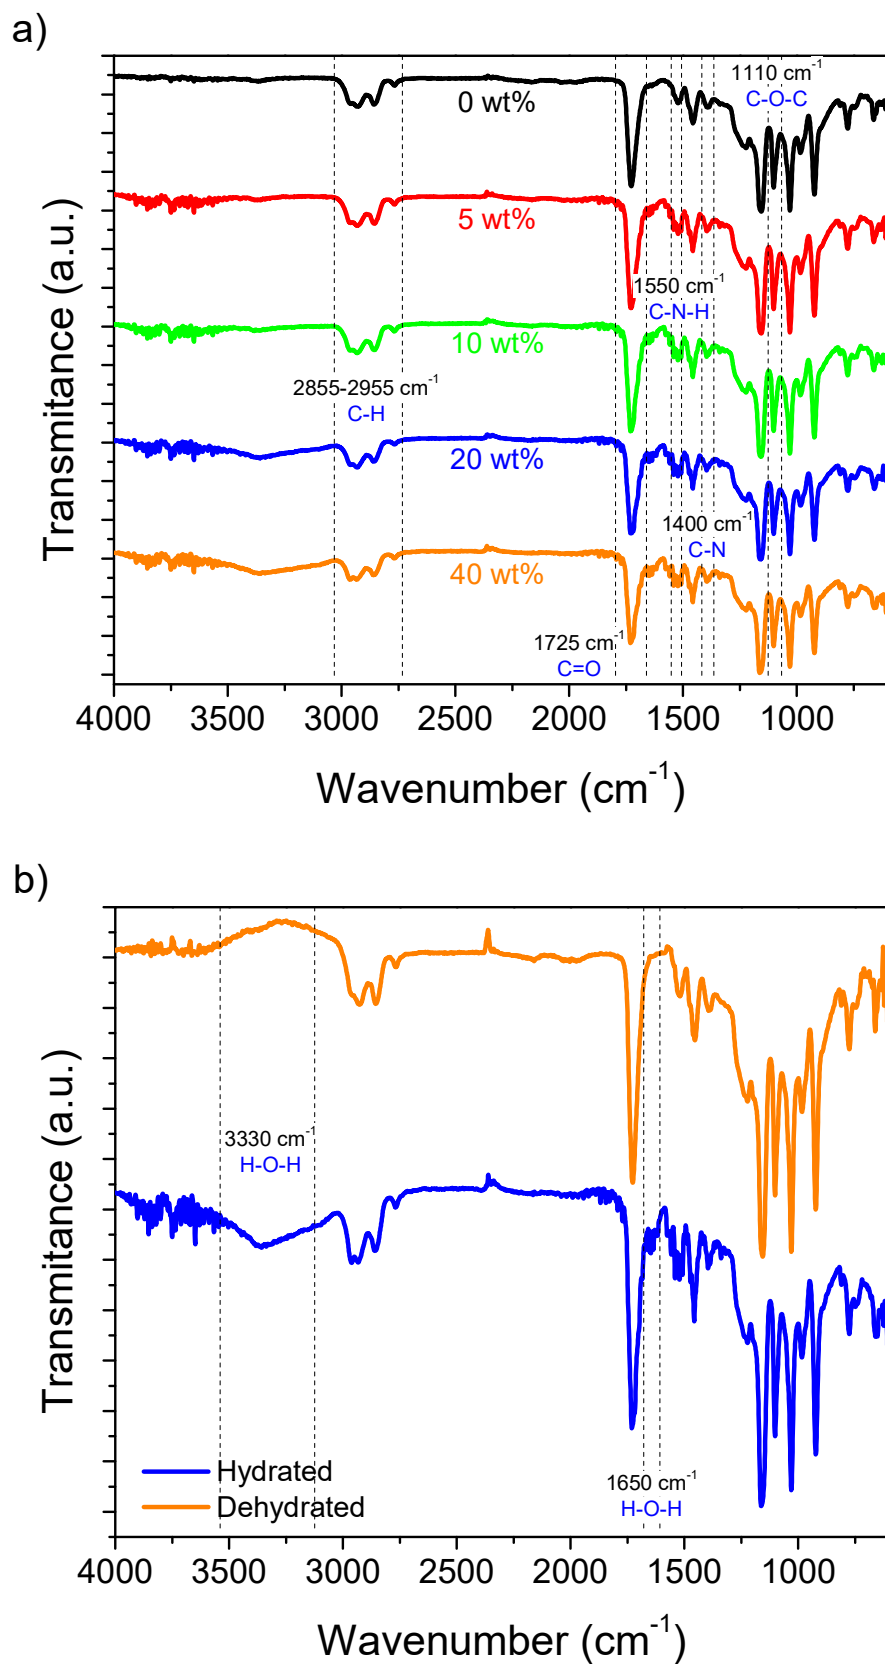 a)
1110 cm⁻¹
C-O-C
0 wt%
5 wt%
1550 cm⁻¹
C-N-H
10 wt%
2855-2955 cm⁻¹
C-H
20 wt%
1400 cm⁻¹
C-N
40 wt%
1725 cm⁻¹
C=O
Transmitance (a.u.)
4000 3500 3000 2500 2000 1500 1000
Wavenumber (cm⁻¹)
b)
3330 cm⁻¹
H-O-H
Transmitance (a.u.)
Hydrated
Dehydrated
1650 cm⁻¹
H-O-H
4000 3500 3000 2500 2000 1500 1000
Wavenumber (cm⁻¹)